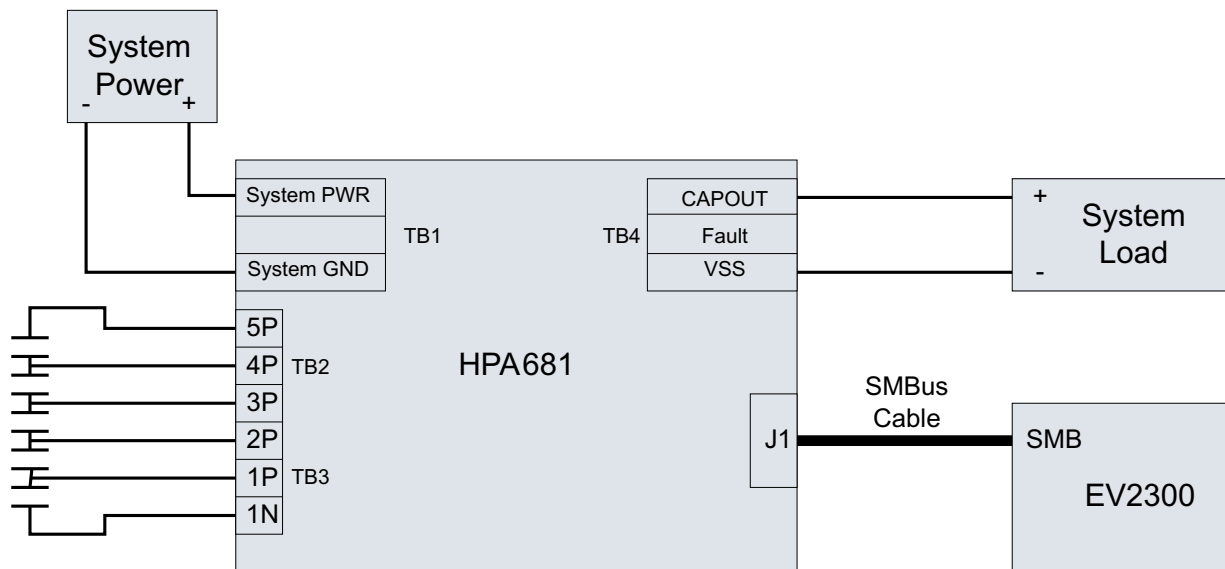 System
Power
- +
System PWR
TB1
System GND
CAPOUT
TB4
Fault
VSS
+
System
Load
-
5P
4P
TB2
3P
2P
1P
TB3
1N
HPA681
J1
SMBus
Cable
SMB
EV2300